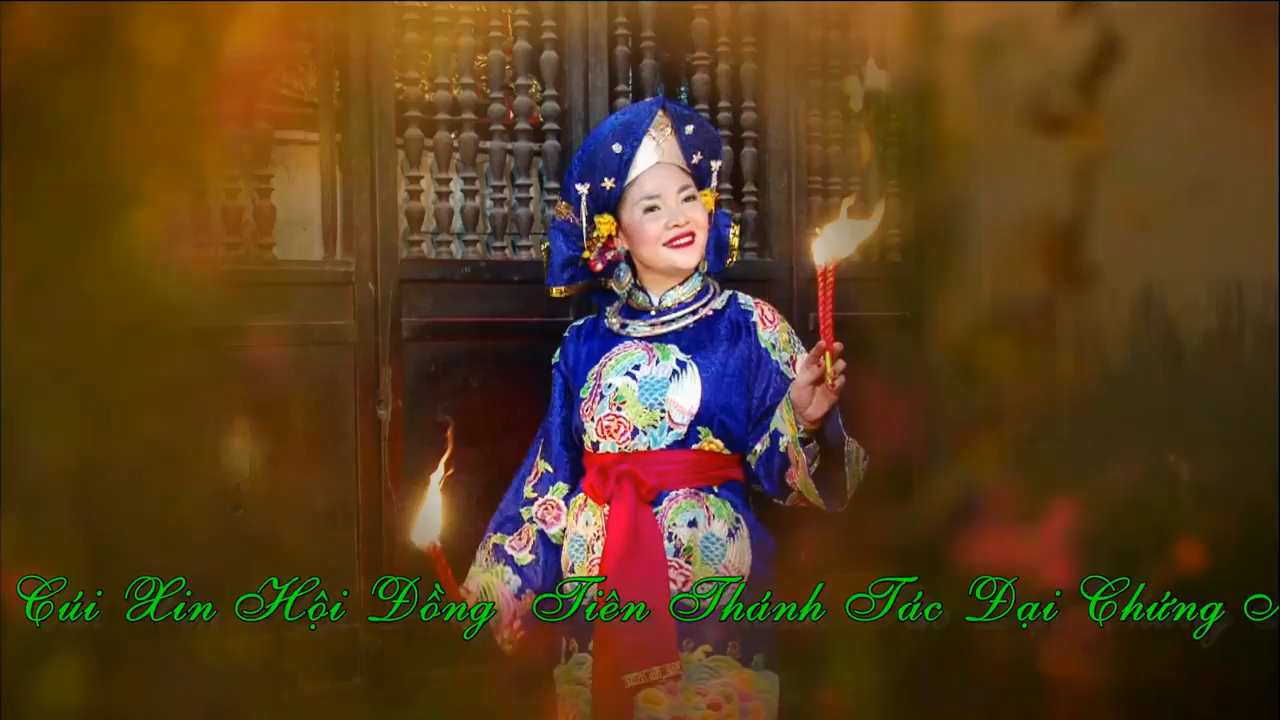 Cúi Xin Hội Đồng Tiên Thánh Tác Đại Chứng